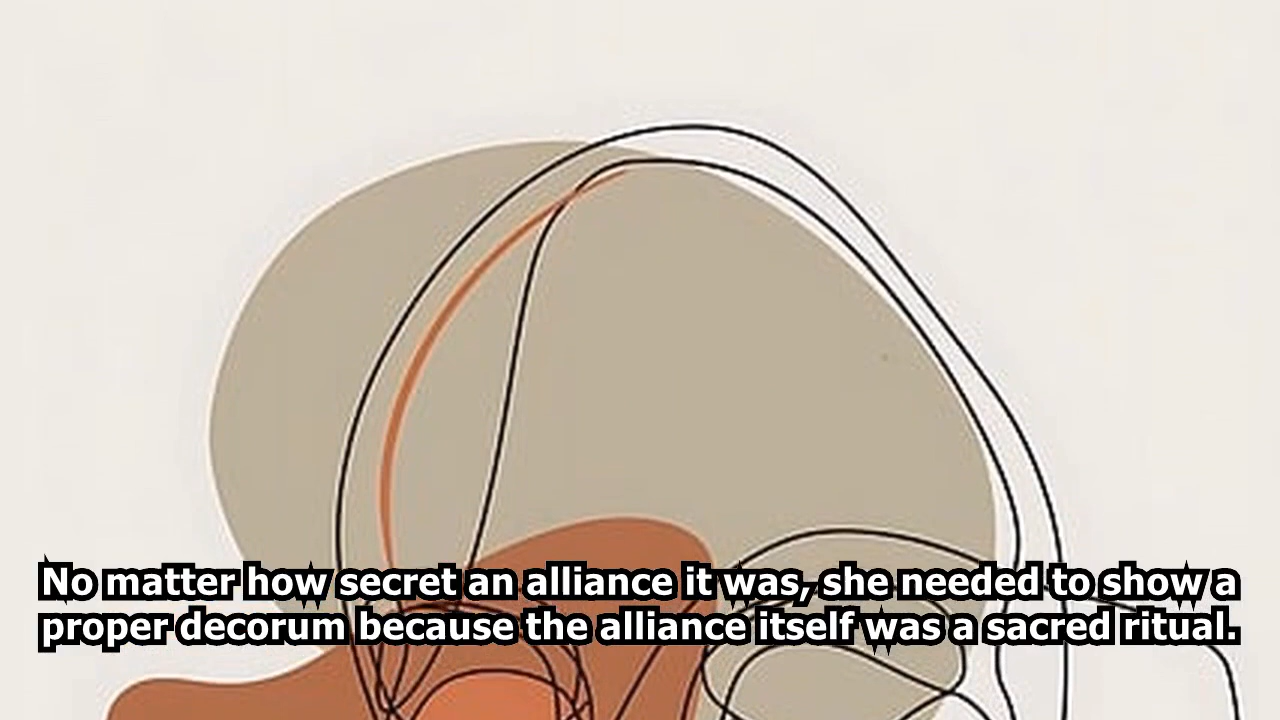 No matter how secret an alliance it was, she needed to show a
proper decorum because the alliance itself was a sacred ritual.